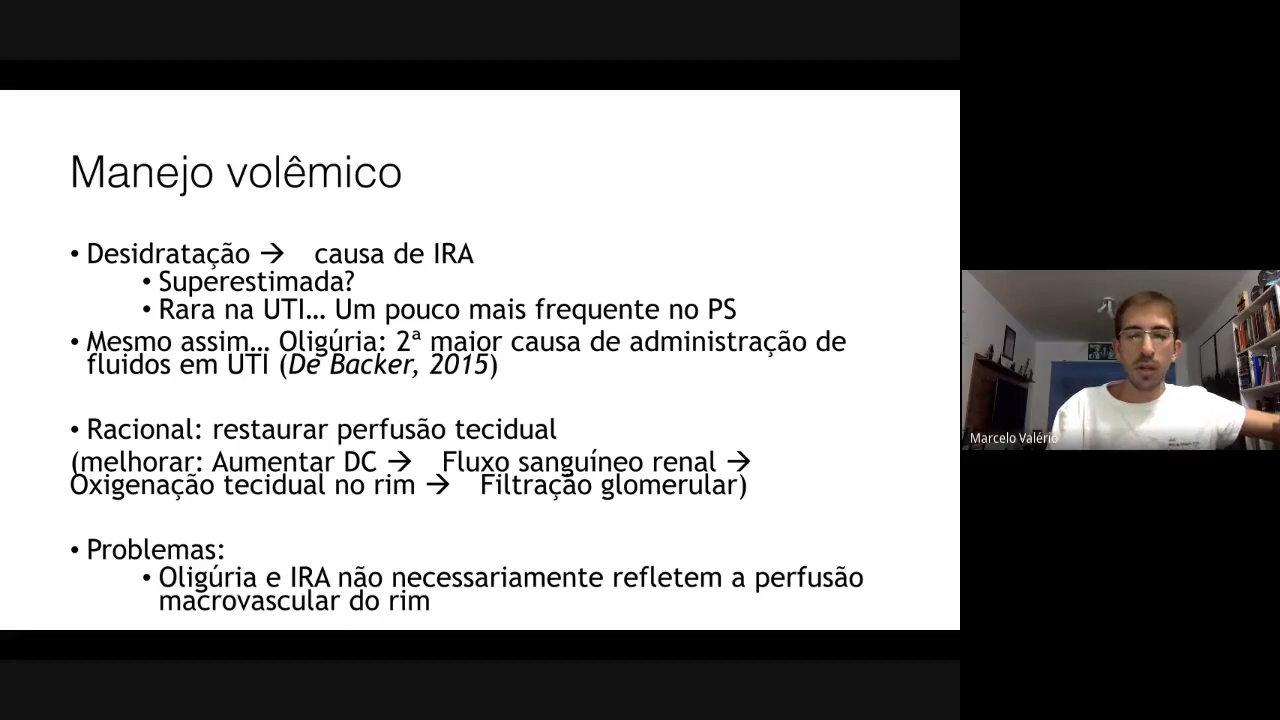 Manejo volêmico
• Desidratação → causa de IRA
• Superestimada?
• Rara na UTI... Um pouco mais frequente no PS
• Mesmo assim... Oligúria: 2ª maior causa de administração de
fluidos em UTI (De Backer, 2015)
• Racional: restaurar perfusão tecidual
(melhorar: Aumentar DC → Fluxo sanguíneo renal →
Oxigenação tecidual no rim → Filtração glomerular)
• Problemas:
• Oligúria e IRA não necessariamente refletem a perfusão
macrovascular do rim
Marcelo Valério